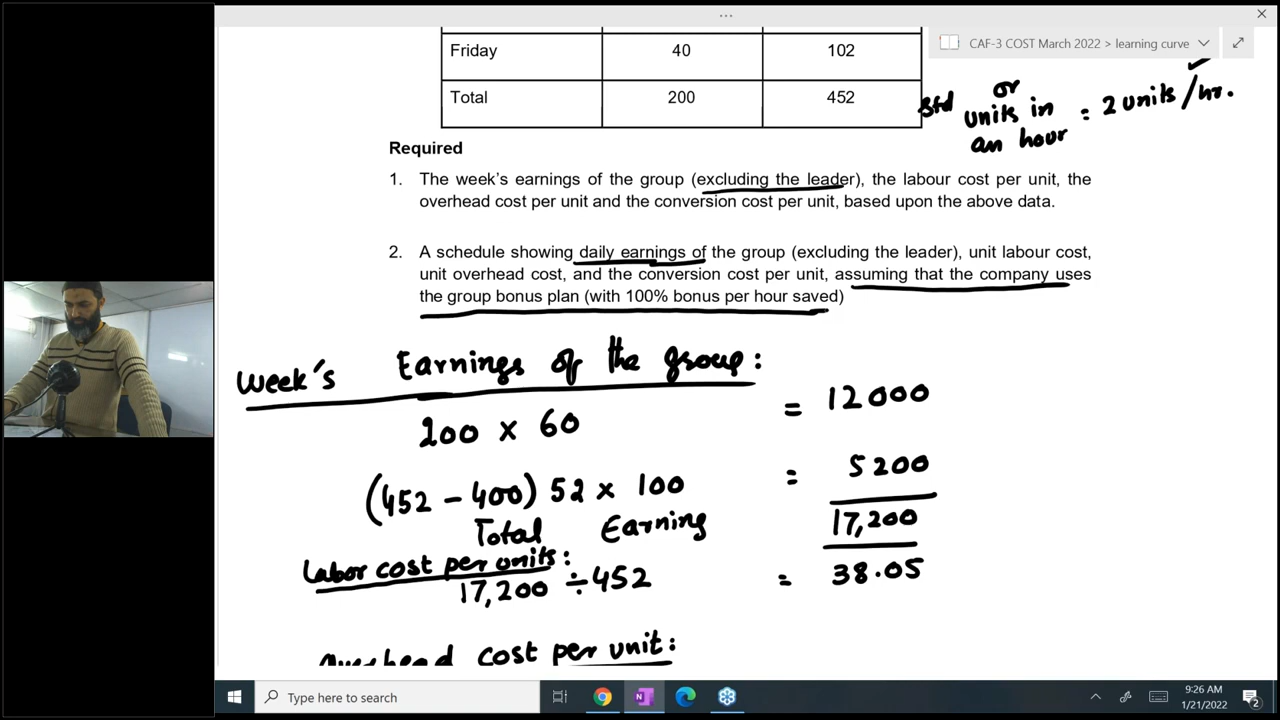 CAF-3 COST March 2022 > learning curve
Friday 40 102
Total 200 452
Std or units in an hour = 2 units/hr.
Required
1. The week's earnings of the group (excluding the leader), the labour cost per unit, the
overhead cost per unit and the conversion cost per unit, based upon the above data.
2. A schedule showing daily earnings of the group (excluding the leader), unit labour cost,
unit overhead cost, and the conversion cost per unit, assuming that the company uses
the group bonus plan (with 100% bonus per hour saved)
Week's Earnings of the group:
200 x 60 = 12000
(452 - 400) 52 x 100 = 5200
Total Earning 17,200
Labor cost per units:
17,200 ÷ 452 = 38.05
overhead cost per unit:
Type here to search
9:26 AM
1/21/2022
2